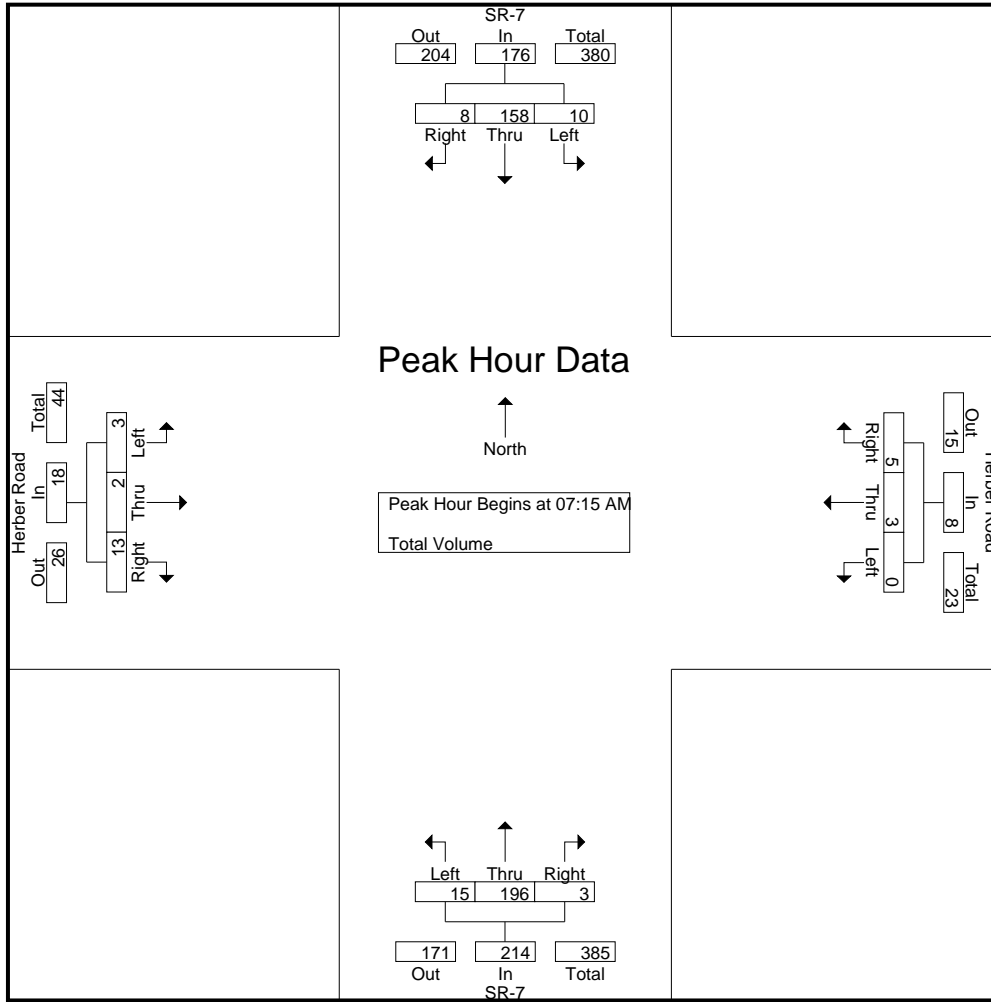 SR-7
Out In Total
204 176 380
8 158 10
Right Thru Left
Peak Hour Data
North
Peak Hour Begins at 07:15 AM
Total Volume
Herber Road
Out In Total
26 18 44
Left Thru Right
3 2 13
Herber Road
Out In Total
15 8 23
Right Thru Left
5 3 0
Left Thru Right
15 196 3
171 214 385
Out In Total
SR-7